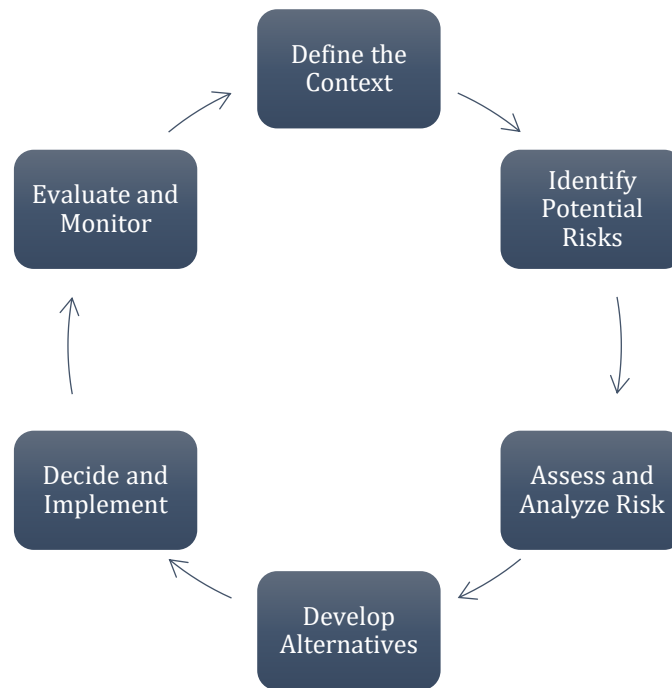 Define the
Context
Identify
Potential
Risks
Assess and
Analyze Risk
Develop
Alternatives
Decide and
Implement
Evaluate and
Monitor